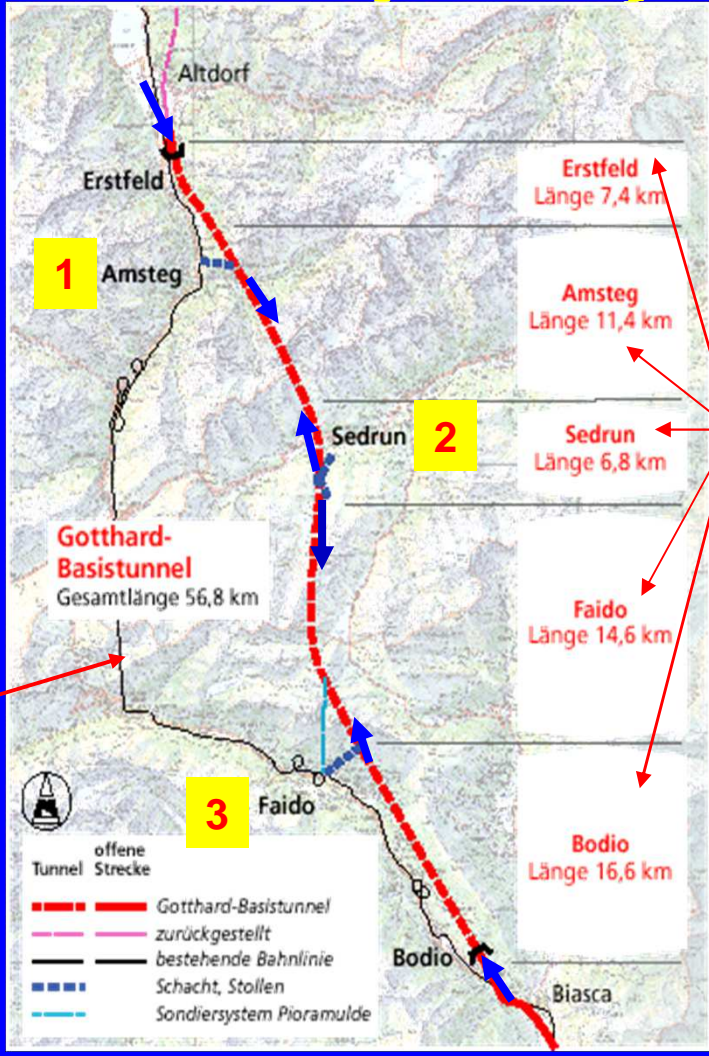 Altdorf
Erstfeld
Erstfeld
Länge 7,4 km
1
Amsteg
Amsteg
Länge 11,4 km
Sedrun
2
Sedrun
Länge 6,8 km
Gotthard-
Basistunnel
Gesamtlänge 56,8 km
Faido
Länge 14,6 km
3
Faido
Bodio
Länge 16,6 km
Bodio
Biasca
Tunnel offene Strecke
Gotthard-Basistunnel
zurückgestellt
bestehende Bahnlinie
Schacht, Stollen
Sondiersystem Pioramulde